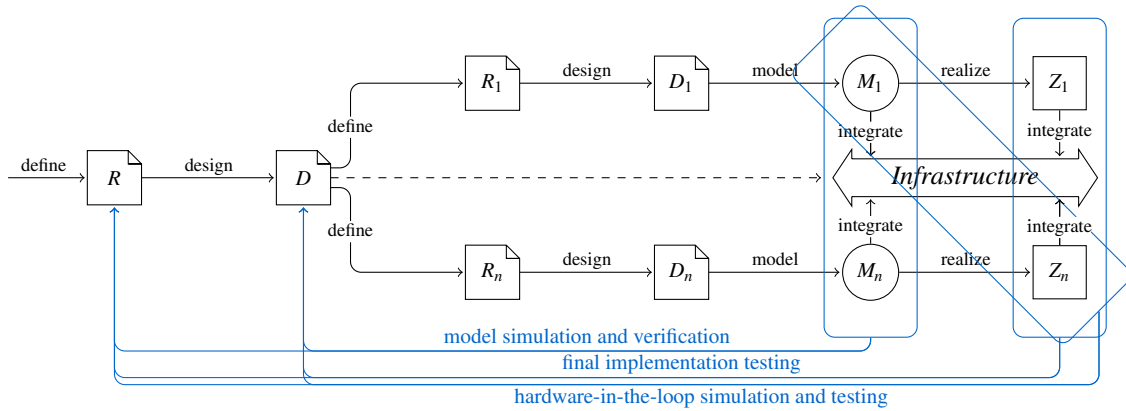 R₁ design D₁ model M₁ realize Z₁
define integrate integrate
define R design D Infrastructure
define integrate integrate
Rₙ design Dₙ model Mₙ realize Zₙ
model simulation and verification
final implementation testing
hardware-in-the-loop simulation and testing